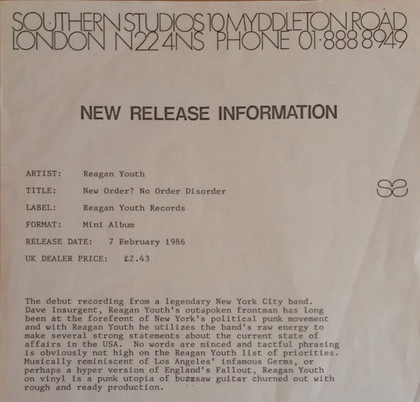 SOUTHERN STUDIOS 10 MYDDLETON ROAD
LONDON N22 4NS PHONE 01·888 8949
NEW RELEASE INFORMATION
ARTIST: Reagan Youth
TITLE: New Order? No Order Disorder
LABEL: Reagan Youth Records
FORMAT: Mini Album
RELEASE DATE: 7 Eebruary 1986
UK DEALER PRICE: £2.43
SS
The debut recording from a legendary New York City band.
Dave Insurgent, Reagan Youth's outspoken frontman has long
been at the forefront of New York's political punk movement
and with Reagan Youth he utilizes the band's raw energy to
make several strong statements about the current state of
affairs in the USA. No words are minced and tactful phrasing
is obviously not high on the Reagan Youth list of priorities.
Musically reminiscent of Los Angeles' infamous Germs, or
perhaps a hyper version of England's Fallout, Reagan Youth
on vinyl is a punk utopia of buzzsaw guitar churned out with
rough and ready production.